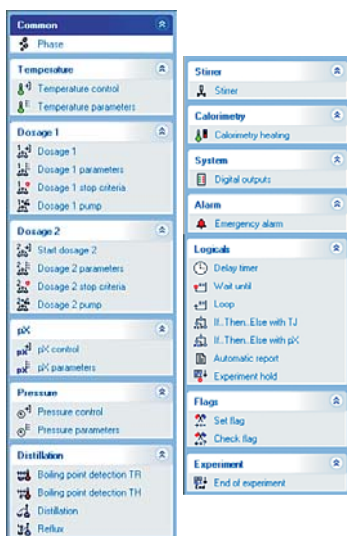 Common
Phase
Temperature
Temperature control
Temperature parameters
Dosage 1
Dosage 1
Dosage 1 parameters
Dosage 1 stop criteria
Dosage 1 pump
Dosage 2
Start dosage 2
Dosage 2 parameters
Dosage 2 stop criteria
Dosage 2 pump
pX
pX control
pX parameters
Pressure
Pressure control
Pressure parameters
Distillation
Boiling point detection TR
Boiling point detection TH
Distillation
Reflux
Stirrer
Stirrer
Calorimetry
Calorimetry heating
System
Digital outputs
Alarm
Emergency alarm
Logicals
Delay timer
Wait until
Loop
If..Then..Else with TJ
If..Then..Else with pX
Automatic report
Experiment hold
Flags
Set flag
Check flag
Experiment
End of experiment